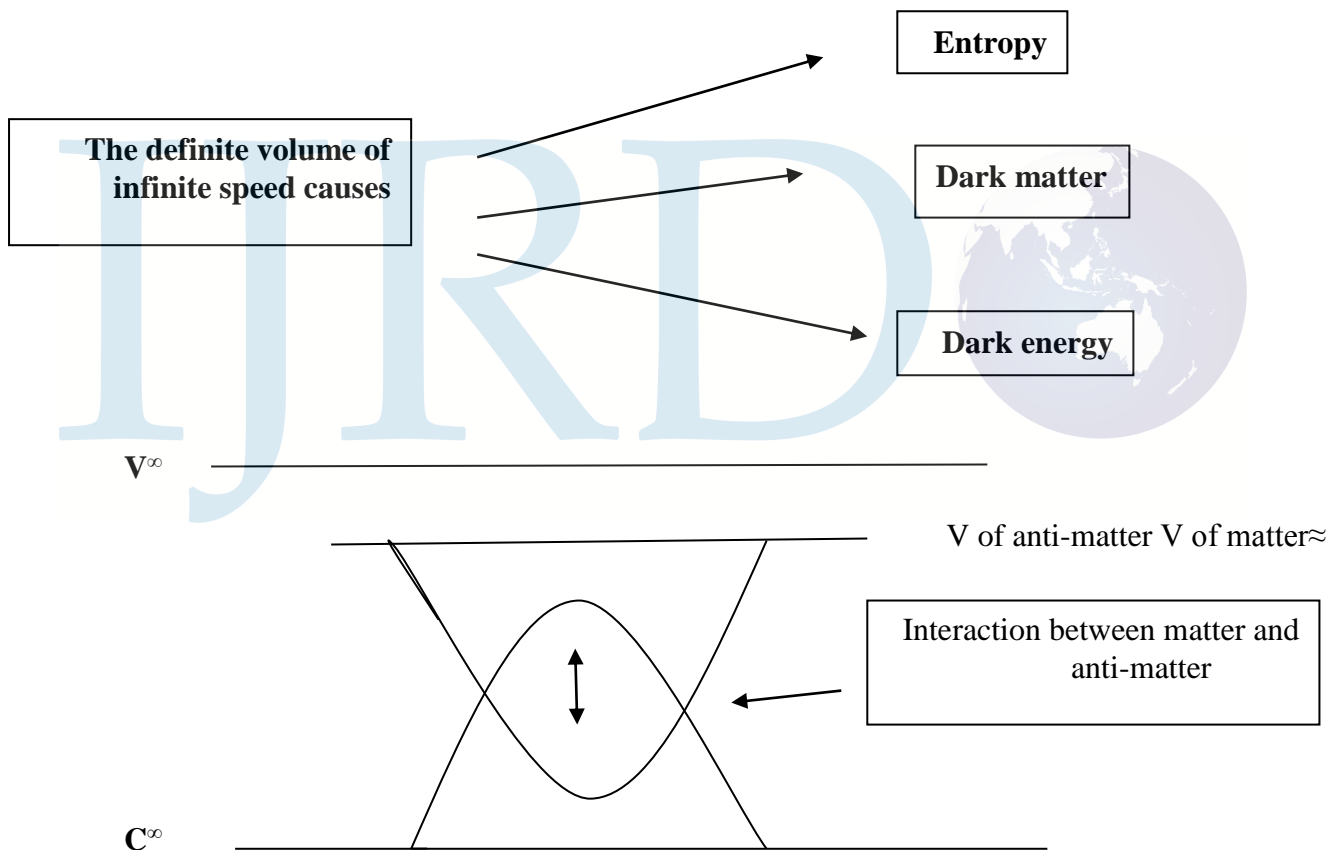 Entropy
The definite volume of
infinite speed causes
Dark matter
Dark energy
V∞
V of anti-matter V of matter≈
Interaction between matter and
anti-matter
C∞
IJRD